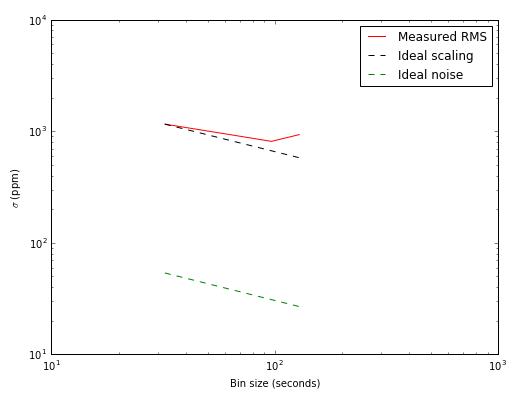 Measured RMS
Ideal scaling
Ideal noise
10^4
10^3
10^2
10^1
σ (ppm)
10^1 10^2 10^3
Bin size (seconds)